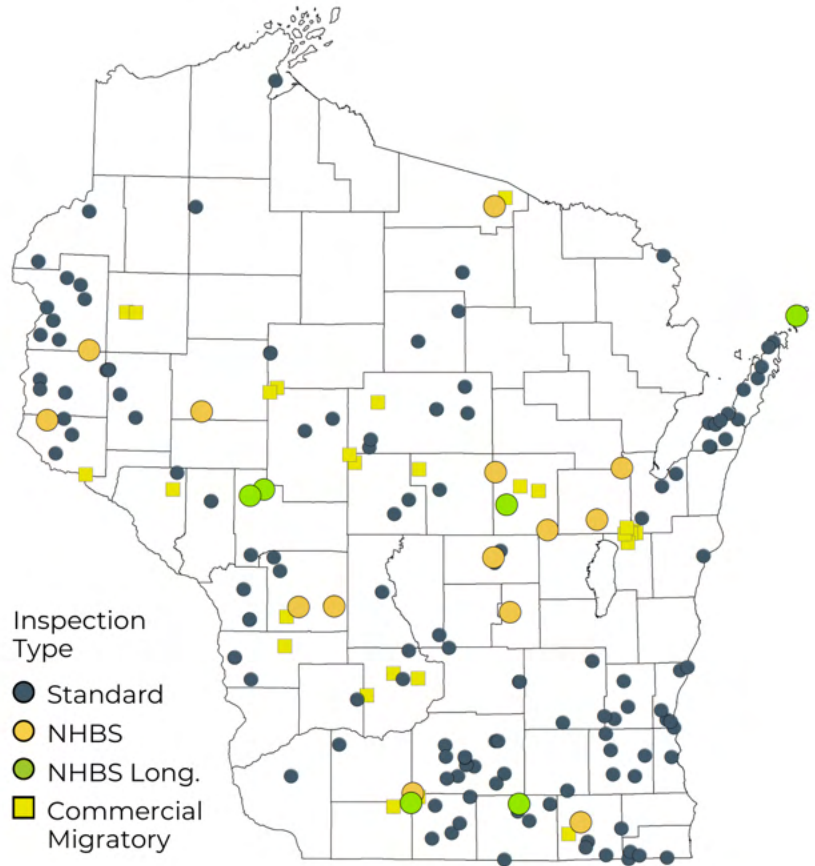 Inspection
Type
Standard
NHBS
NHBS Long.
Commercial
Migratory